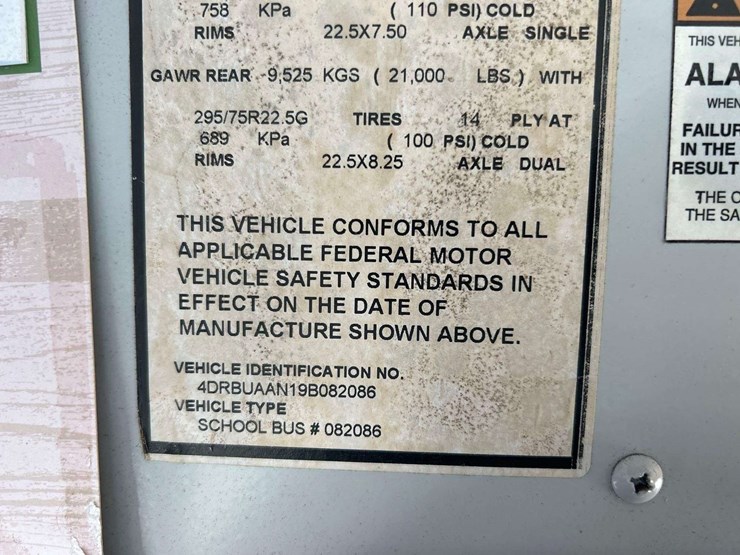 758 KPa ( 110 PSI) COLD
RIMS 22.5X7.50 AXLE SINGLE
GAWR REAR 9,525 KGS ( 21,000 LBS ) WITH
295/75R22.5G TIRES 14 PLY AT
689 KPa ( 100 PSI) COLD
RIMS 22.5X8.25 AXLE DUAL
THIS VEHICLE CONFORMS TO ALL
APPLICABLE FEDERAL MOTOR
VEHICLE SAFETY STANDARDS IN
EFFECT ON THE DATE OF
MANUFACTURE SHOWN ABOVE.
VEHICLE IDENTIFICATION NO.
4DRBUAAN19B082086
VEHICLE TYPE
SCHOOL BUS # 082086
THIS VEH
ALA
WHEN
FAILUR
IN THE
RESULT
THE
THE SA